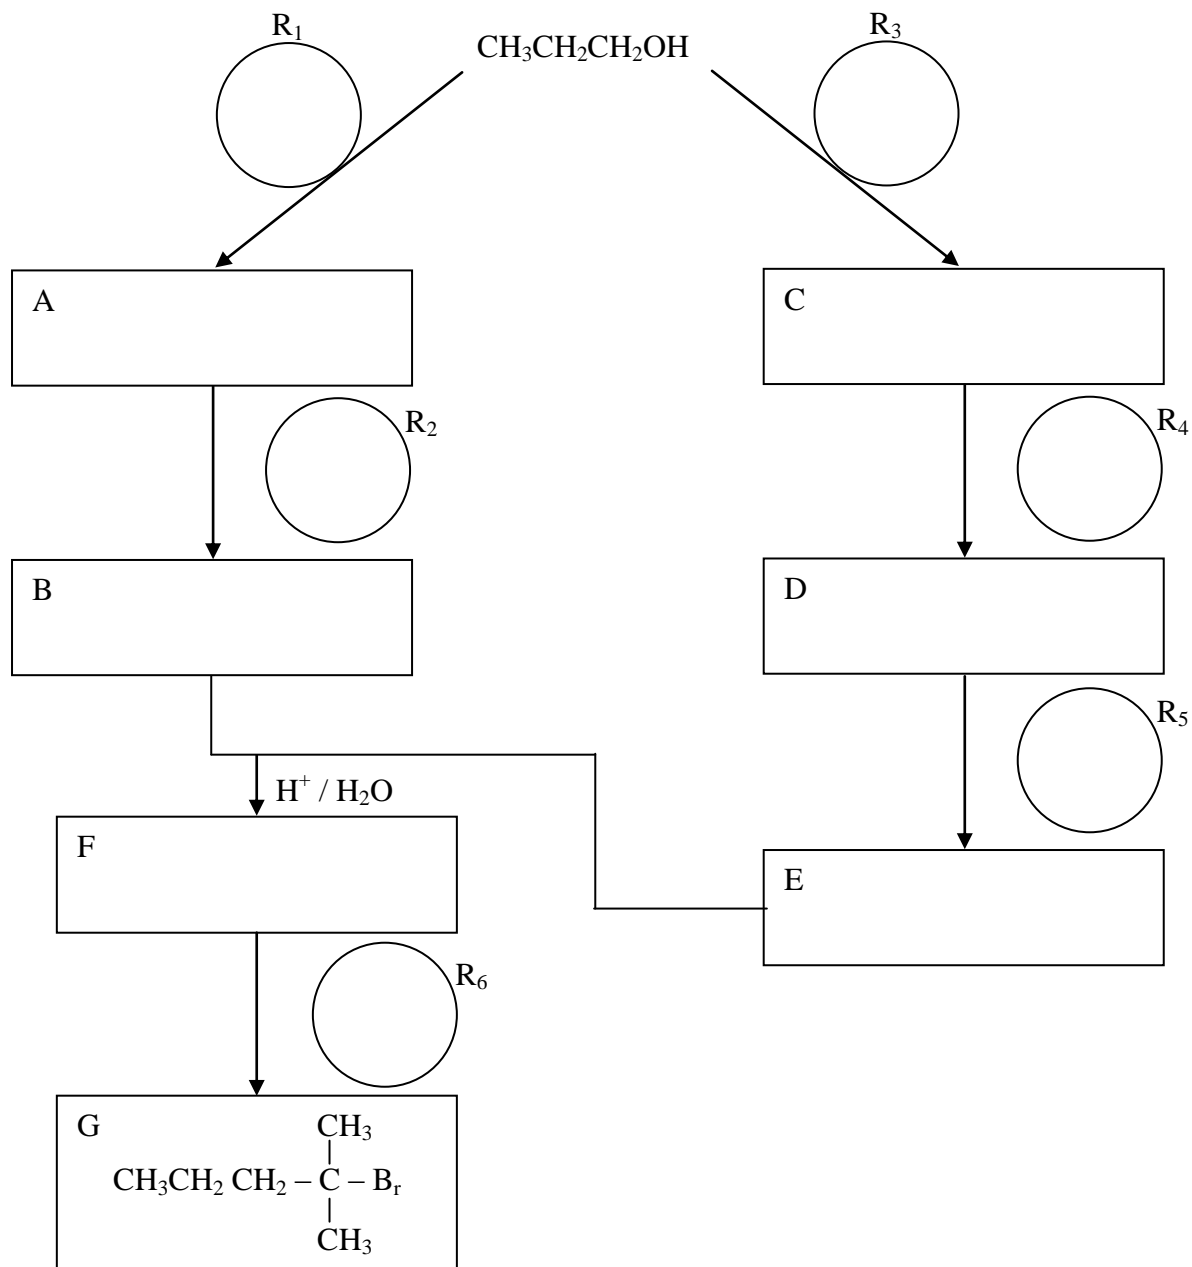 R₁
CH₃CH₂CH₂OH
R₃
A
C
R₂
R₄
B
D
R₅
H⁺ / H₂O
F
E
R₆
G
CH₃
CH₃CH₂ CH₂ – C – Bᵣ
CH₃